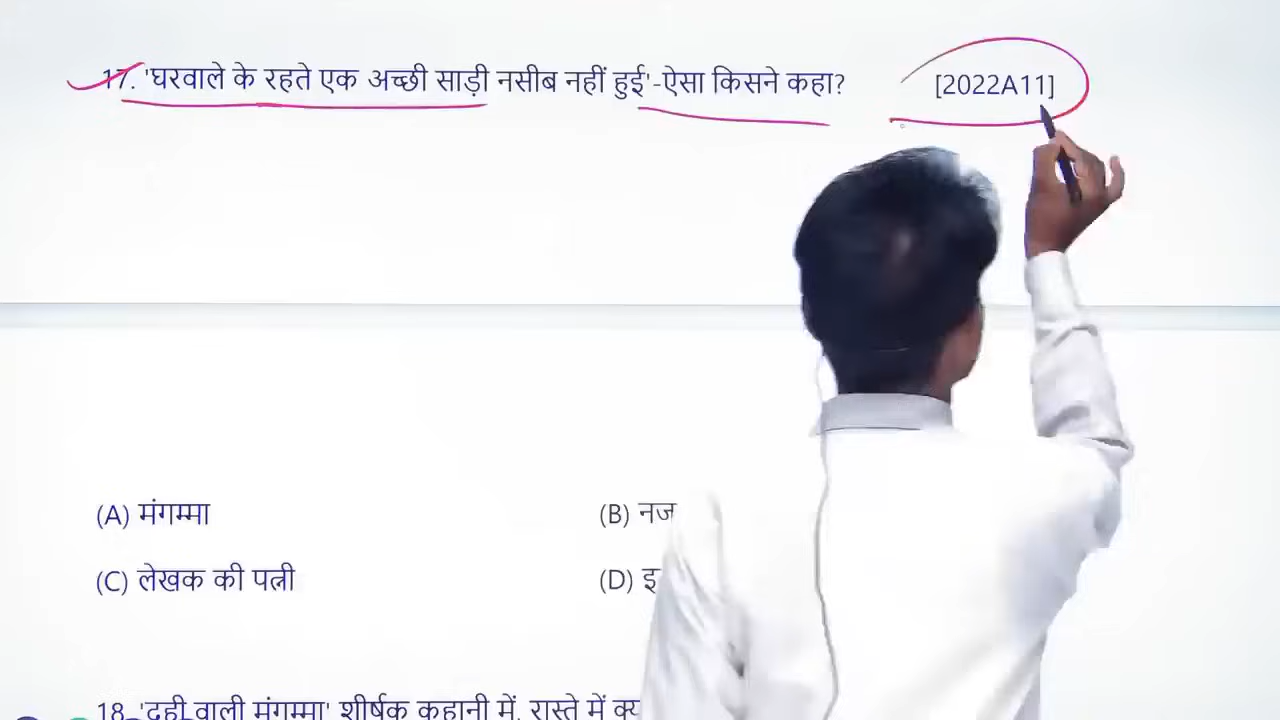 17. 'घरवाले के रहते एक अच्छी साड़ी नसीब नहीं हुई'-ऐसा किसने कहा? [2022A11]
(A) मंगम्मा (B)
(C) लेखक की पत्नी (D)
18. 'दही वाली मंगम्मा' शीर्षक कहानी में, रास्ते में